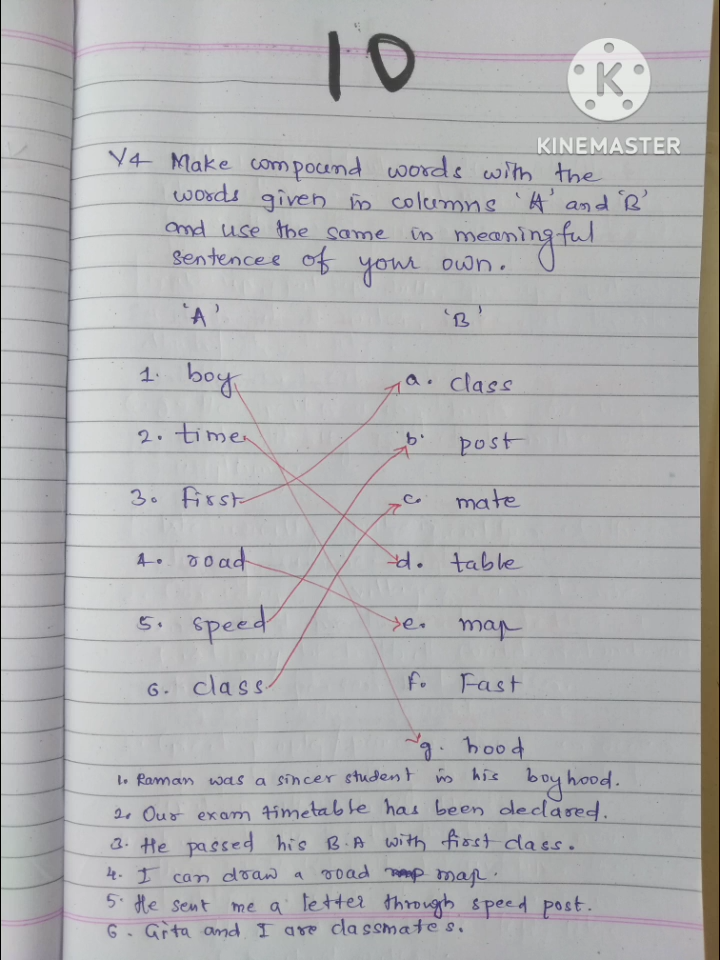 10
K
KINEMASTER
V4 Make compound words with the
words given in columns 'A' and 'B'
and use the same in meaningful
sentences of your own.
'A' 'B'
1. boy a. class
2. time b. post
3. first c. mate
4. road d. table
5. speed e. map
6. class f. Fast
g. hood
1. Raman was a sincer student in his boyhood.
2. Our exam timetable has been declared.
3. He passed his B.A with first class.
4. I can draw a road map.
5. He sent me a letter through speed post.
6. Gita and I are classmates.